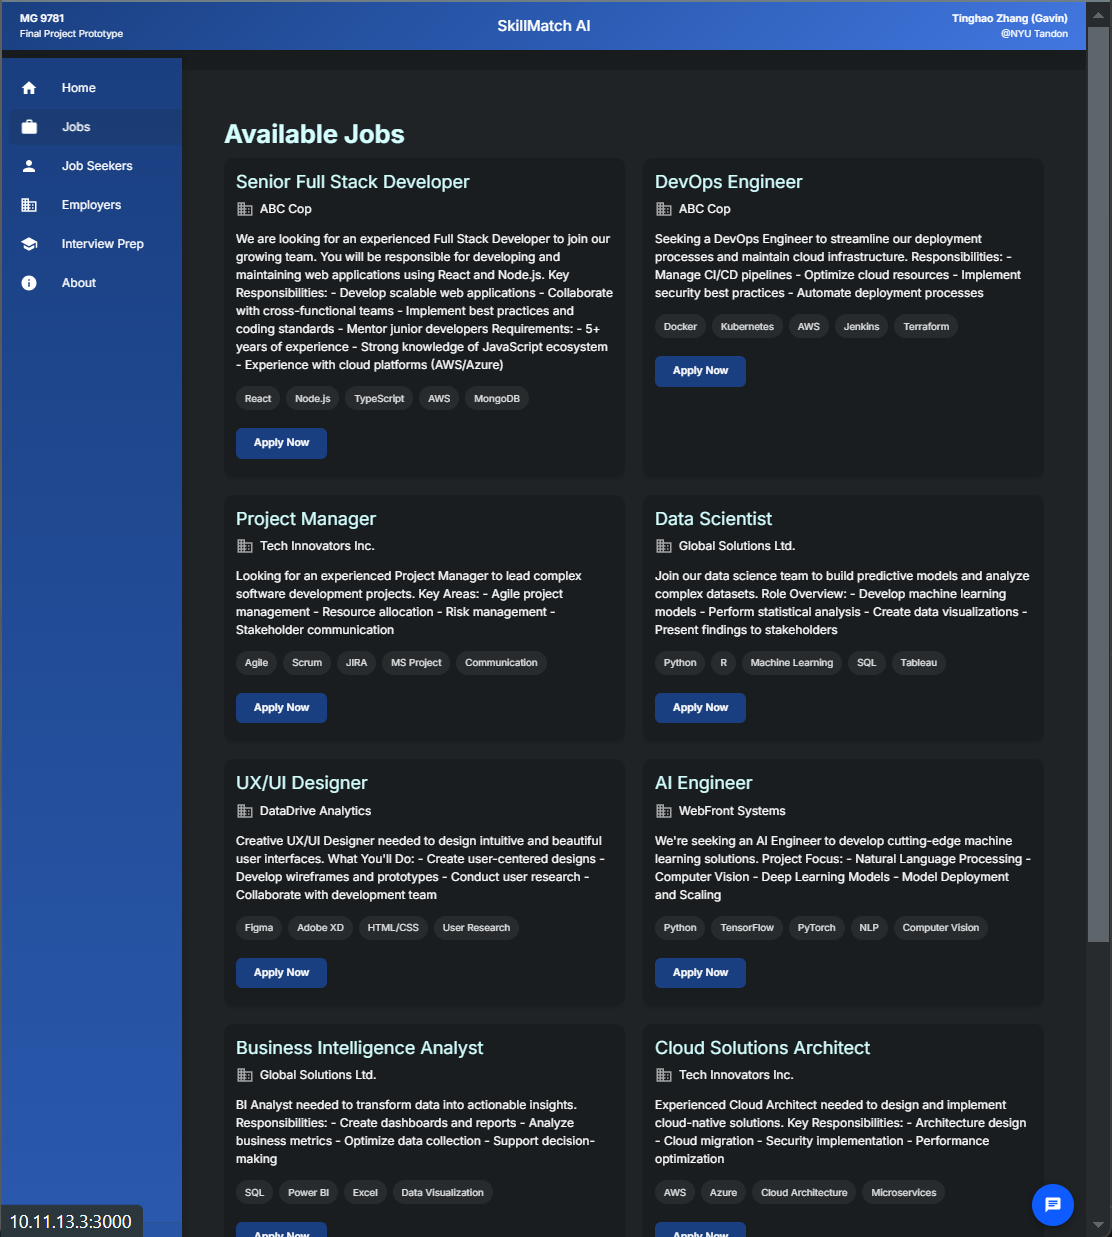 MG 9781
Final Project Prototype
SkillMatch AI
Tinghao Zhang (Gavin)
@NYU Tandon
Home
Jobs
Job Seekers
Employers
Interview Prep
About
Available Jobs
Senior Full Stack Developer
ABC Cop
We are looking for an experienced Full Stack Developer to join our
growing team. You will be responsible for developing and
maintaining web applications using React and Node.js. Key
Responsibilities: - Develop scalable web applications - Collaborate
with cross-functional teams - Implement best practices and
coding standards - Mentor junior developers Requirements: - 5+
years of experience - Strong knowledge of JavaScript ecosystem
- Experience with cloud platforms (AWS/Azure)
React Node.js TypeScript AWS MongoDB
Apply Now
DevOps Engineer
ABC Cop
Seeking a DevOps Engineer to streamline our deployment
processes and maintain cloud infrastructure. Responsibilities: -
Manage CI/CD pipelines - Optimize cloud resources - Implement
security best practices - Automate deployment processes
Docker Kubernetes AWS Jenkins Terraform
Apply Now
Project Manager
Tech Innovators Inc.
Looking for an experienced Project Manager to lead complex
software development projects. Key Areas: - Agile project
management - Resource allocation - Risk management -
Stakeholder communication
Agile Scrum JIRA MS Project Communication
Apply Now
Data Scientist
Global Solutions Ltd.
Join our data science team to build predictive models and analyze
complex datasets. Role Overview: - Develop machine learning
models - Perform statistical analysis - Create data visualizations -
Present findings to stakeholders
Python R Machine Learning SQL Tableau
Apply Now
UX/UI Designer
DataDrive Analytics
Creative UX/UI Designer needed to design intuitive and beautiful
user interfaces. What You'll Do: - Create user-centered designs -
Develop wireframes and prototypes - Conduct user research -
Collaborate with development team
Figma Adobe XD HTML/CSS User Research
Apply Now
AI Engineer
WebFront Systems
We're seeking an AI Engineer to develop cutting-edge machine
learning solutions. Project Focus: - Natural Language Processing -
Computer Vision - Deep Learning Models - Model Deployment
and Scaling
Python TensorFlow PyTorch NLP Computer Vision
Apply Now
Business Intelligence Analyst
Global Solutions Ltd.
BI Analyst needed to transform data into actionable insights.
Responsibilities: - Create dashboards and reports - Analyze
business metrics - Optimize data collection - Support decision-
making
SQL Power BI Excel Data Visualization
Apply Now
Cloud Solutions Architect
Tech Innovators Inc.
Experienced Cloud Architect needed to design and implement
cloud-native solutions. Key Responsibilities: - Architecture design
- Cloud migration - Security implementation - Performance
optimization
AWS Azure Cloud Architecture Microservices
Apply Now
10.11.13.3:3000